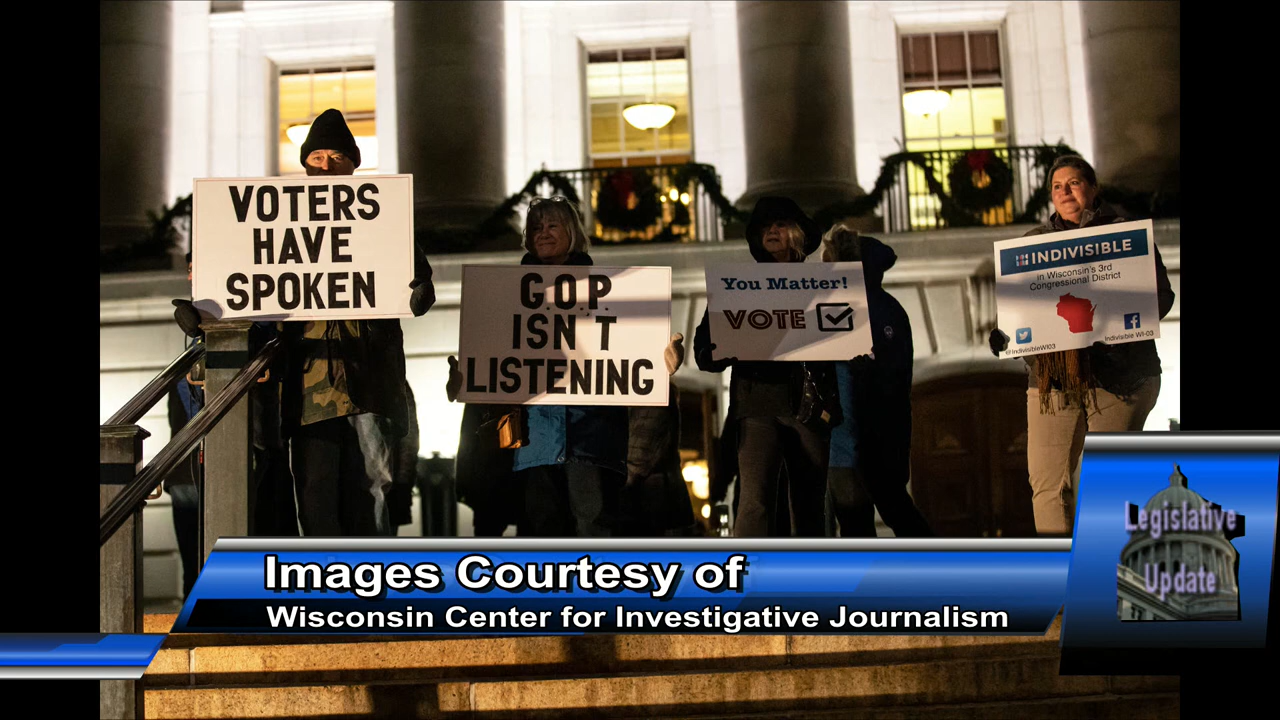 VOTERS
HAVE
SPOKEN
G.O.P.
ISN'T
LISTENING
You Matter!
VOTE
INDIVISIBLE
in Wisconsin's 3rd
Congressional District
@IndivisibleWI03
Indivisible WI-03
Legislative
Update
Images Courtesy of
Wisconsin Center for Investigative Journalism